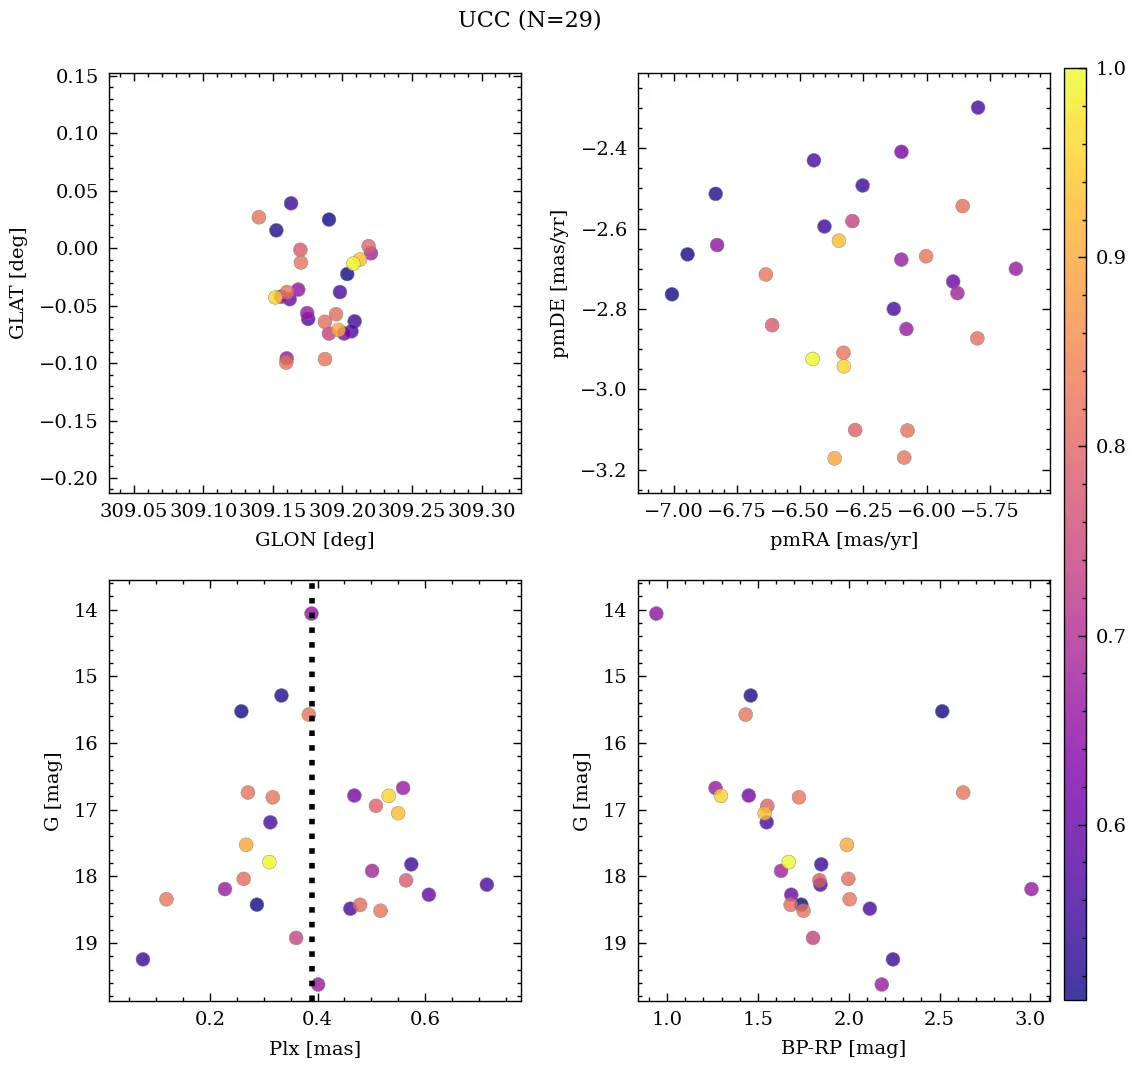 UCC (N=29)
0.15
0.10
0.05
0.00
−0.05
−0.10
−0.15
−0.20
GLAT [deg]
309.05 309.10 309.15 309.20 309.25 309.30
GLON [deg]
−2.4
−2.6
−2.8
−3.0
−3.2
pmDE [mas/yr]
−7.00 −6.75 −6.50 −6.25 −6.00 −5.75
pmRA [mas/yr]
14
15
16
17
18
19
G [mag]
0.2 0.4 0.6
Plx [mas]
14
15
16
17
18
19
G [mag]
1.0 1.5 2.0 2.5 3.0
BP-RP [mag]
1.0
0.9
0.8
0.7
0.6